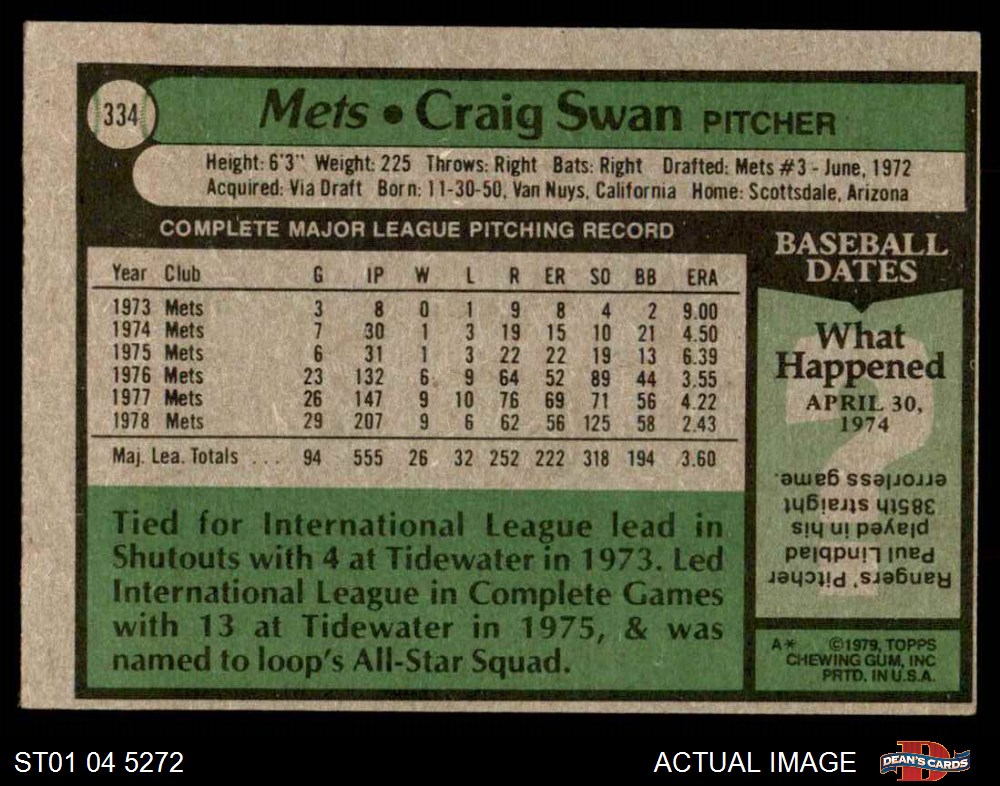 334
Mets • Craig Swan PITCHER
Height: 6'3" Weight: 225 Throws: Right Bats: Right Drafted: Mets #3 - June, 1972
Acquired: Via Draft Born: 11-30-50, Van Nuys, California Home: Scottsdale, Arizona
COMPLETE MAJOR LEAGUE PITCHING RECORD
Year Club G IP W L R ER SO BB ERA
1973 Mets 3 8 0 1 9 8 4 2 9.00
1974 Mets 7 30 1 3 19 15 10 21 4.50
1975 Mets 6 31 1 3 22 22 19 13 6.39
1976 Mets 23 132 6 9 64 52 89 44 3.55
1977 Mets 26 147 9 10 76 69 71 56 4.22
1978 Mets 29 207 9 6 62 56 125 58 2.43
Maj. Lea. Totals ... 94 555 26 32 252 222 318 194 3.60
Tied for International League lead in
Shutouts with 4 at Tidewater in 1973. Led
International League in Complete Games
with 13 at Tidewater in 1975, & was
named to loop's All-Star Squad.
BASEBALL
DATES
What
Happened
APRIL 30,
1974
?
Rangers' Pitcher
Paul Lindblad
played in his
385th straight
errorless game.
A* ©1979, TOPPS
CHEWING GUM, INC
PRTD. IN U.S.A.
ST01 04 5272
ACTUAL IMAGE
D
DEAN'S CARDS